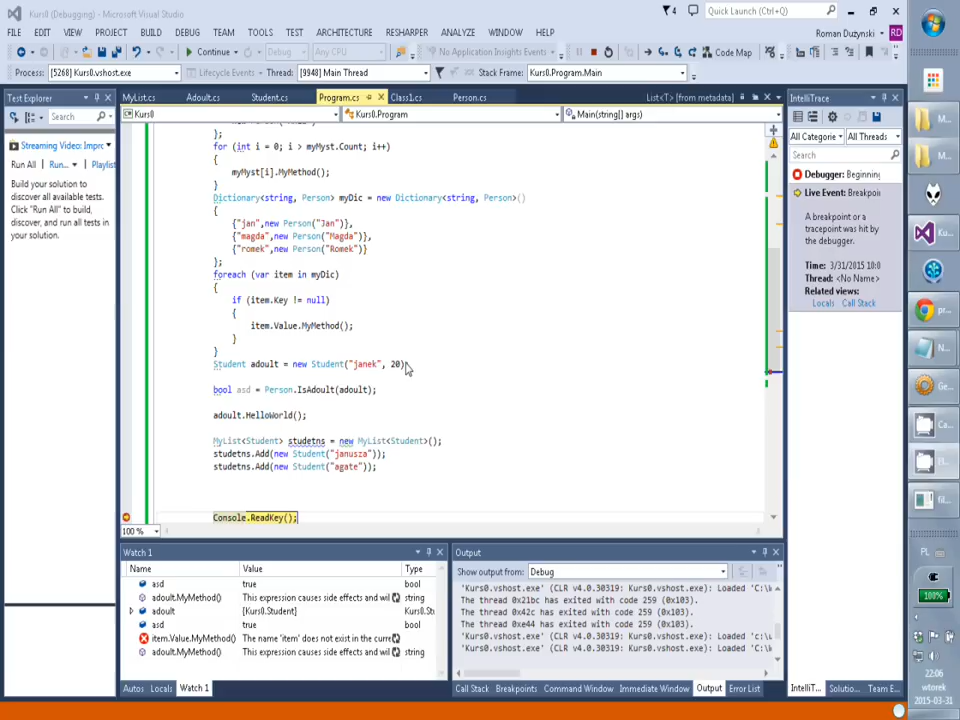 Kurs0 (Debugging) - Microsoft Visual Studio
4
Quick Launch (Ctrl+Q)
FILE EDIT VIEW PROJECT BUILD DEBUG TEAM TOOLS TEST ARCHITECTURE RESHARPER ANALYZE WINDOW HELP
Roman Duzynski RD
Continue Debug Any CPU No Application Insights Events Code Map
Process: [5268] Kurs0.vshost.exe Lifecycle Events Thread: [9948] Main Thread Stack Frame: Kurs0.Program.Main
Test Explorer
Search
Streaming Video: Impro
Run All Run... Playlist
Build your solution to
discover all available tests.
Click "Run All" to build,
discover, and run all tests in
your solution.
MyList.cs Adoult.cs Student.cs Program.cs Class1.cs Person.cs List<T> [from metadata]
Kurs0 Kurs0.Program Main(string[] args)
};
for (int i = 0; i > myMyst.Count; i++)
{
myMyst[i].MyMethod();
}
Dictionary<string, Person> myDic = new Dictionary<string, Person>()
{
{"jan",new Person("Jan")},
{"magda",new Person("Magda")},
{"romek",new Person("Romek")}
};
foreach (var item in myDic)
{
if (item.Key != null)
{
item.Value.MyMethod();
}
}
Student adoult = new Student("janek", 20);
bool asd = Person.IsAdoult(adoult);
adoult.HelloWorld();
MyList<Student> studetns = new MyList<Student>();
studetns.Add(new Student("janusza"));
studetns.Add(new Student("agate"));
Console.ReadKey();
100 %
IntelliTrace
All Categorie All Threads
Search
Debugger: Beginning
Live Event: Breakpoi
A breakpoint or a
tracepoint was hit by
the debugger.
Time: 3/31/2015 10:0
Thread: <No Name>
Related views:
Locals Call Stack
Watch 1
Name Value Type
asd true bool
adoult.MyMethod() This expression causes side effects and wil string
adoult {Kurs0.Student} Kurs0.St
asd true bool
item.Value.MyMethod() The name 'item' does not exist in the curre
adoult.MyMethod() This expression causes side effects and wil
Autos Locals Watch 1
Output
Show output from: Debug
'Kurs0.vshost.exe' (CLR v4.0.30319: Kurs0.vshost.exe): Loaded 'C:\
The thread 0x21bc has exited with code 259 (0x103).
The thread 0x42c has exited with code 259 (0x103).
The thread 0xe44 has exited with code 259 (0x103).
'Kurs0.vshost.exe' (CLR v4.0.30319: Kurs0.vshost.exe): Loaded 'C:\
'Kurs0.vshost.exe' (CLR v4.0.30319: Kurs0.vshost.exe): Loaded 'C:\
Call Stack Breakpoints Command Window Immediate Window Output Error List
IntelliT... Solutio... Team E...
M...
M...
Ku...
pr...
N...
Ge...
Ca...
Fl...
fil...
PL
100%
22:06
wtorek
2015-03-31